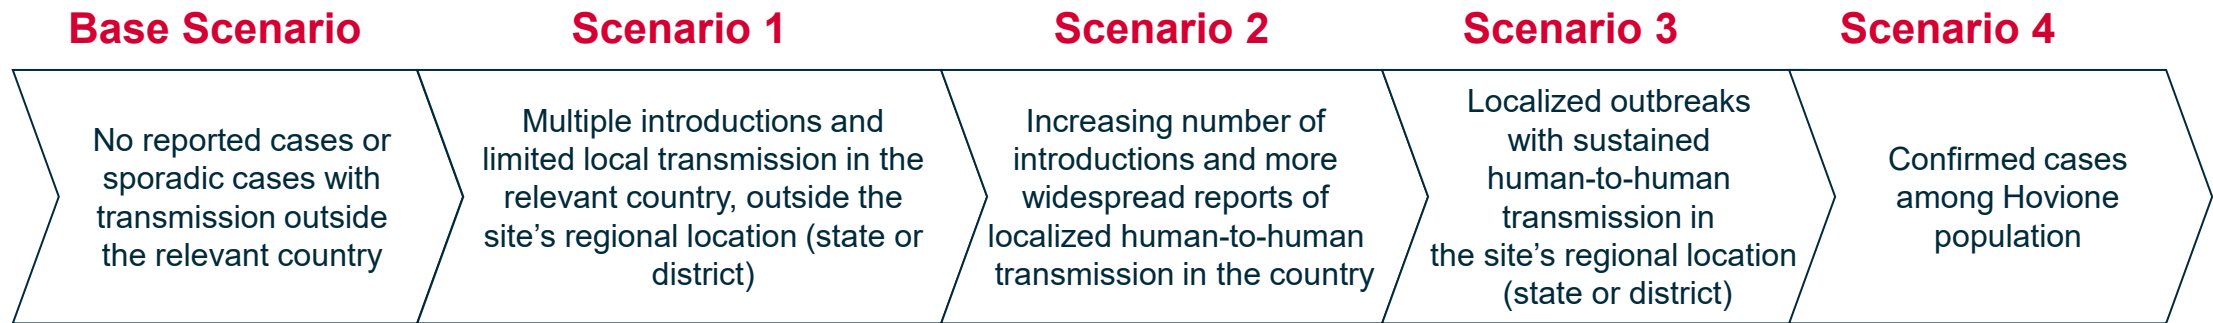 Base Scenario
No reported cases or
sporadic cases with
transmission outside
the relevant country
Scenario 1
Multiple introductions and
limited local transmission in the
relevant country, outside the
site’s regional location (state or
district)
Scenario 2
Increasing number of
introductions and more
widespread reports of
localized human-to-human
transmission in the country
Scenario 3
Localized outbreaks
with sustained
human-to-human
transmission in
the site’s regional location
(state or district)
Scenario 4
Confirmed cases
among Hovione
population